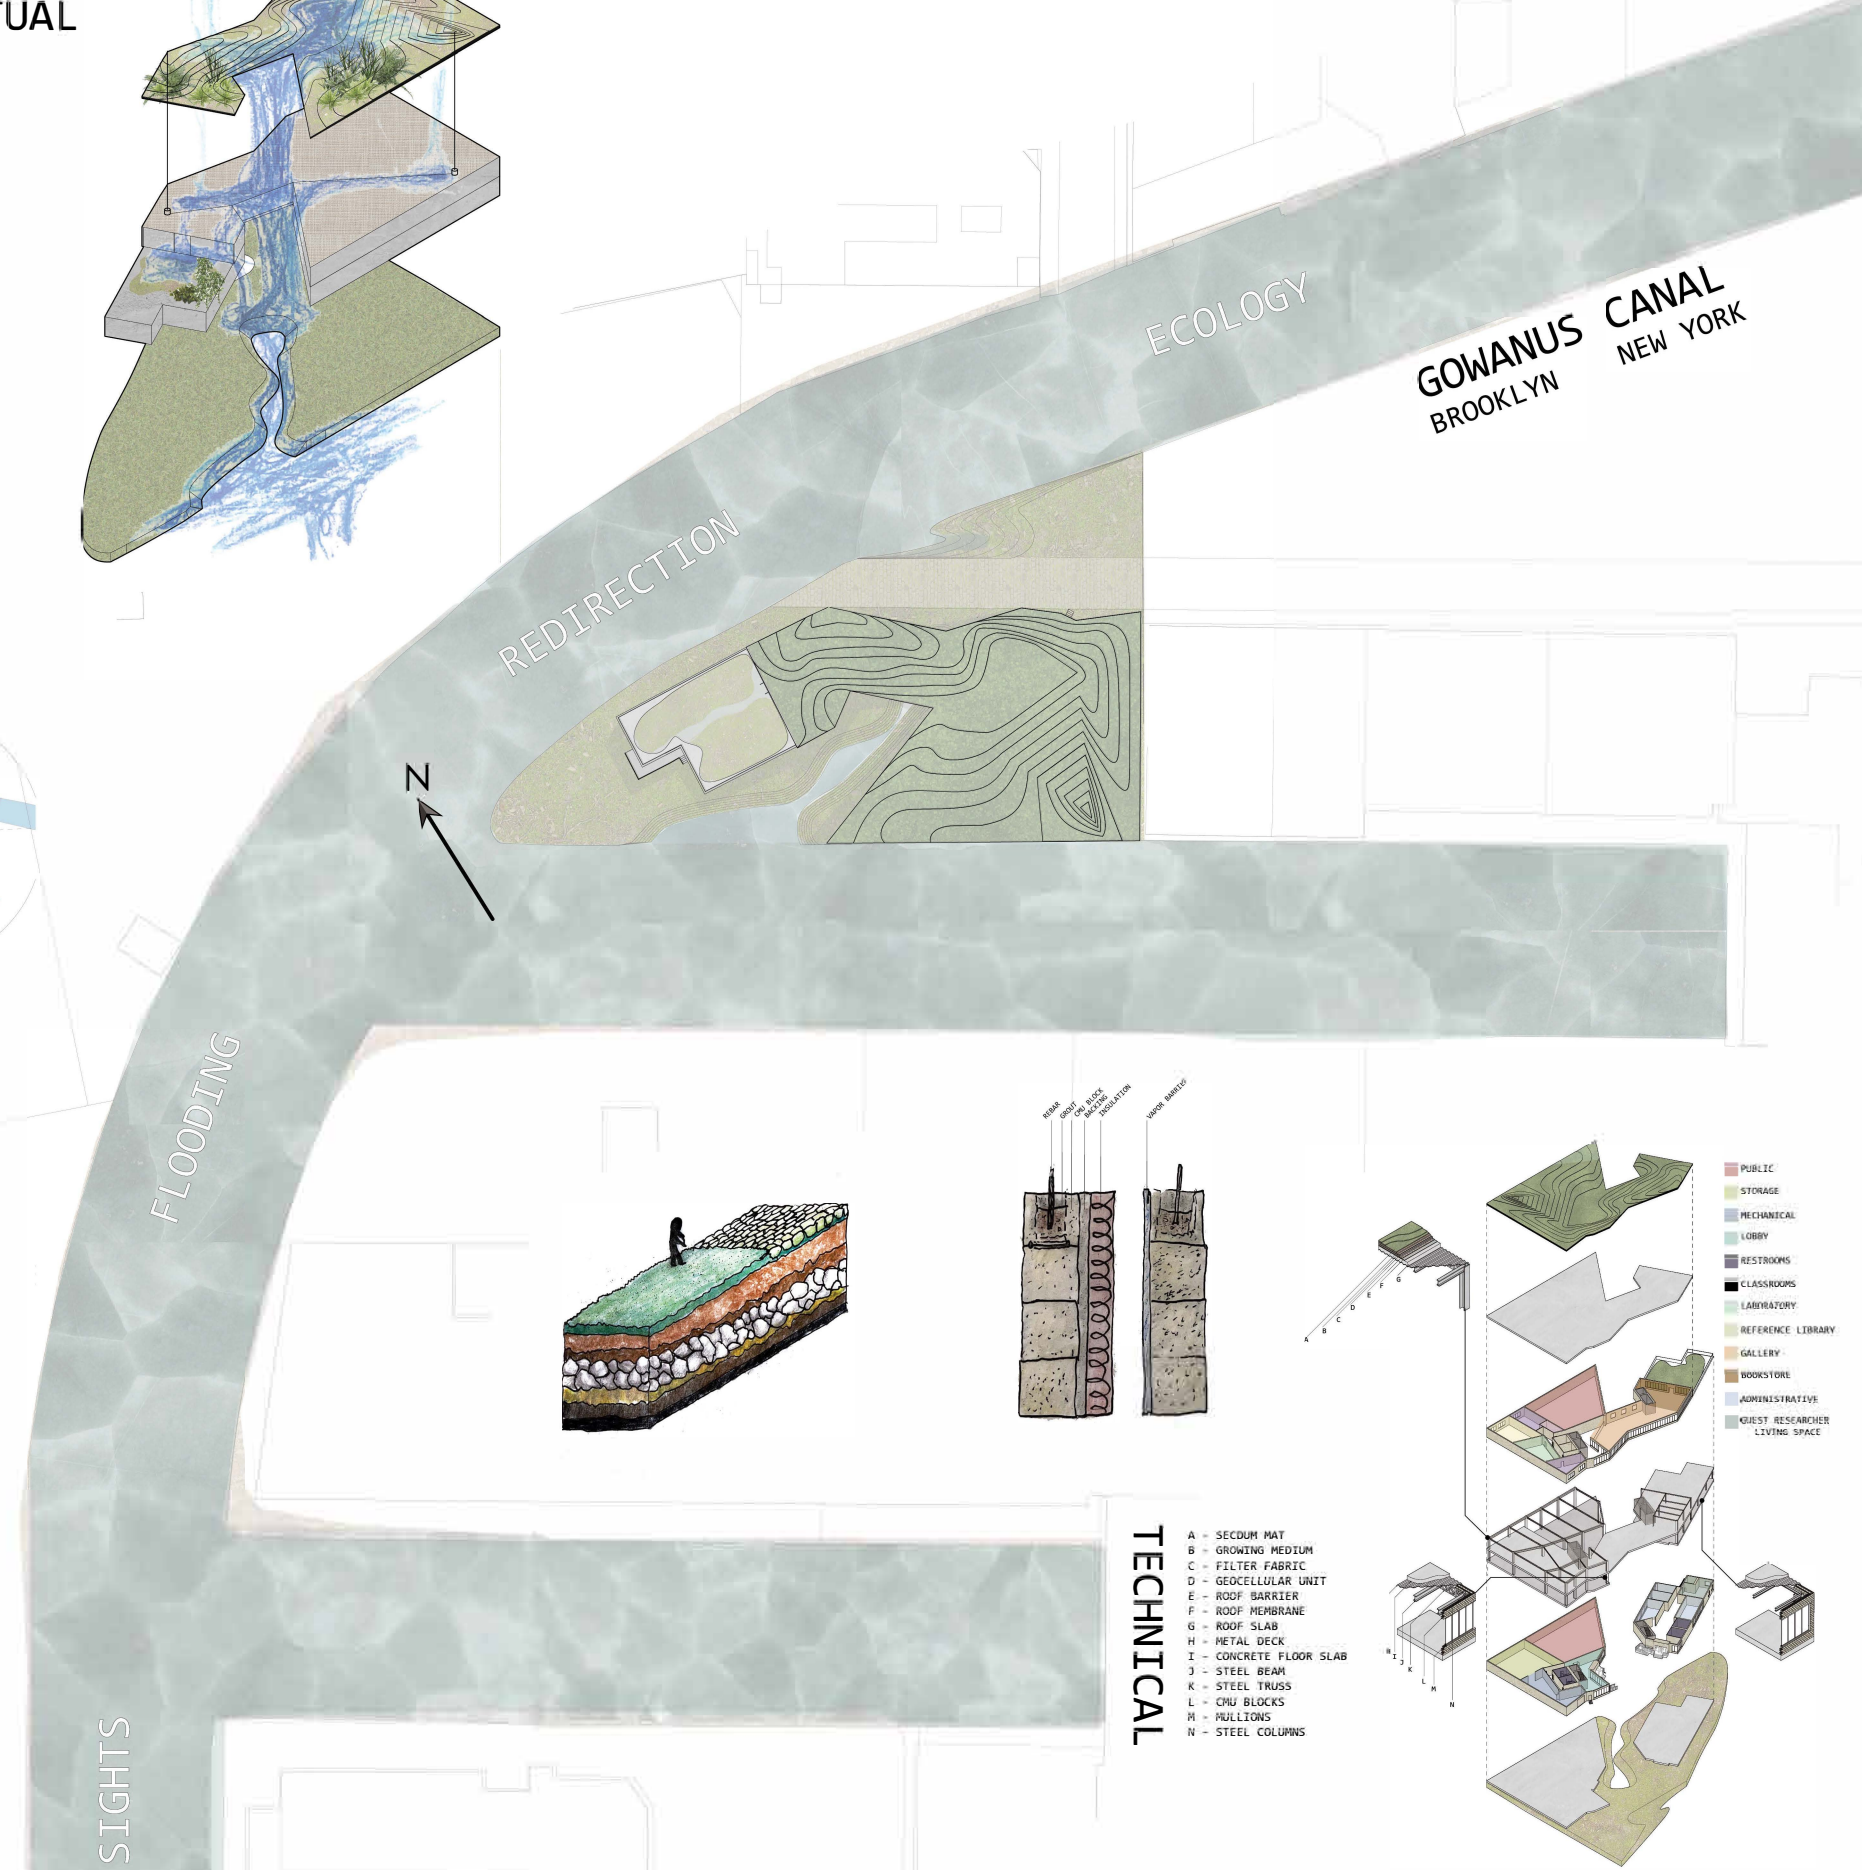 TUAL
ECOLOGY
GOWANUS CANAL
BROOKLYN NEW YORK
REDIRECTION
N
FLOODING
SIGHTS
REBAR
GROUT
CMU BLOCK
BACKING
INSULATION
VAPOR BARRIER
A
B
C
D
E
F
G
PUBLIC
STORAGE
MECHANICAL
LOBBY
RESTROOMS
CLASSROOMS
LABORATORY
REFERENCE LIBRARY
GALLERY
BOOKSTORE
ADMINISTRATIVE
GUEST RESEARCHER
LIVING SPACE
TECHNICAL
A - SECDUM MAT
B - GROWING MEDIUM
C - FILTER FABRIC
D - GEOCELLULAR UNIT
E - ROOF BARRIER
F - ROOF MEMBRANE
G - ROOF SLAB
H - METAL DECK
I - CONCRETE FLOOR SLAB
J - STEEL BEAM
K - STEEL TRUSS
L - CMU BLOCKS
M - MULLIONS
N - STEEL COLUMNS
H
I
J
K
L
M
N